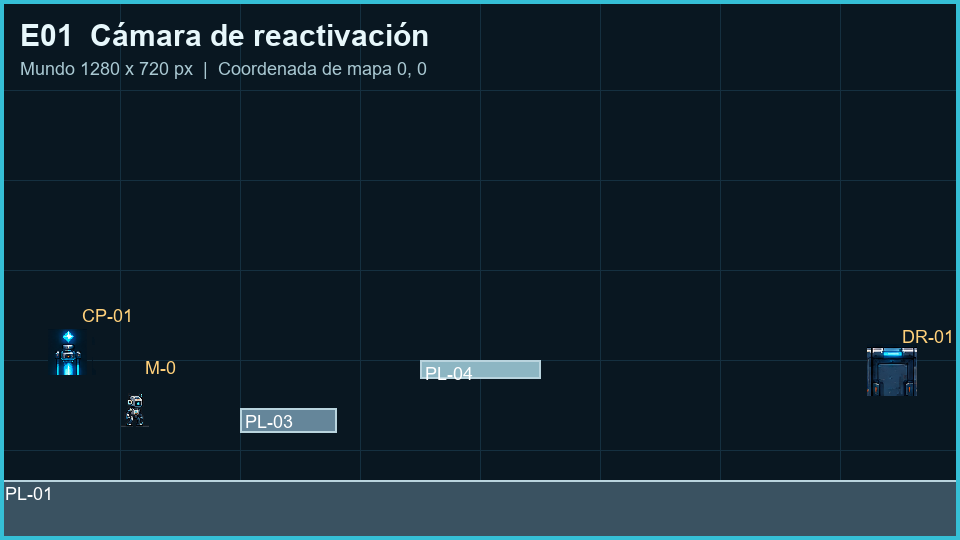 E01  Cámara de reactivación
Mundo 1280 x 720 px  |  Coordenada de mapa 0, 0
CP-01
DR-01
M-0
PL-04
PL-03
PL-01